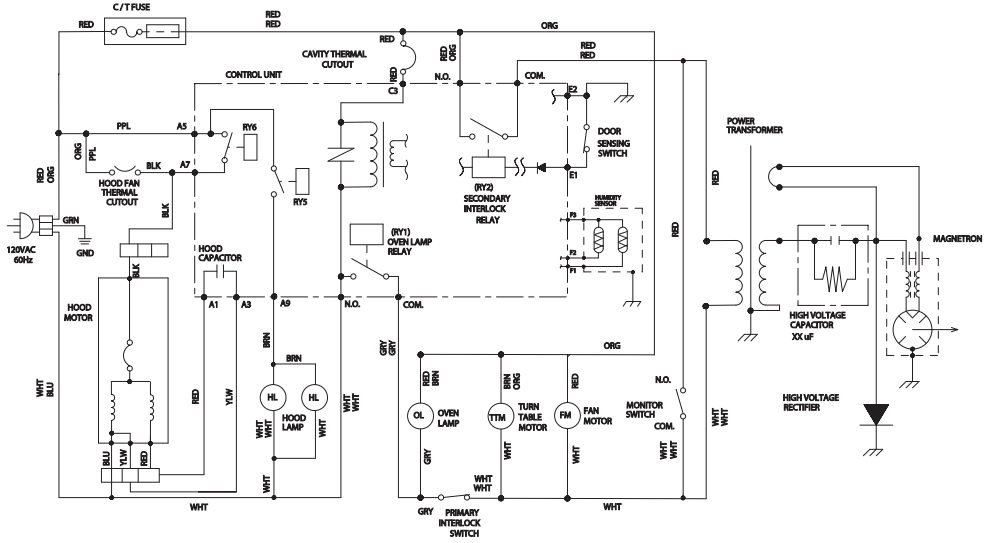 C / T FUSE
RED
RED
RED
ORG
RED
RED
RED
CAVITY THERMAL
CUTOUT
RED
ORG
RED
RED
CONTROL UNIT
N.O.
COM.
C3
E2
PPL
A5
RY6
DOOR
SENSING
SWITCH
POWER
TRANSFORMER
ORG
PPL
BLK
A7
RED
ORG
HOOD FAN
THERMAL
CUTOUT
E1
RY5
(RY2)
SECONDARY
INTERLOCK
RELAY
HUMIDITY
SENSOR
RED
BLK
GRN
120VAC
60Hz
GND
F3
(RY1)
OVEN LAMP
RELAY
RED
MAGNETRON
HOOD
CAPACITOR
BLK
F2
F1
HOOD
MOTOR
A1
A3
A9
N.O.
COM.
HIGH VOLTAGE
CAPACITOR
XX uF
BRN
BRN
GRY
GRY
ORG
WHT
BLU
RED
YLW
HL
HL
HOOD
LAMP
WHT
WHT
WHT
WHT
WHT
RED
BRN
BRN
ORG
RED
N.O.
OL
OVEN
LAMP
TTM
TURN
TABLE
MOTOR
FM
FAN
MOTOR
MONITOR
SWITCH
COM.
HIGH VOLTAGE
RECTIFIER
WHT
WHT
BLU
YLW
RED
GRY
WHT
WHT
WHT
WHT
WHT
WHT
WHT
WHT
GRY
PRIMARY
INTERLOCK
SWITCH
WHT